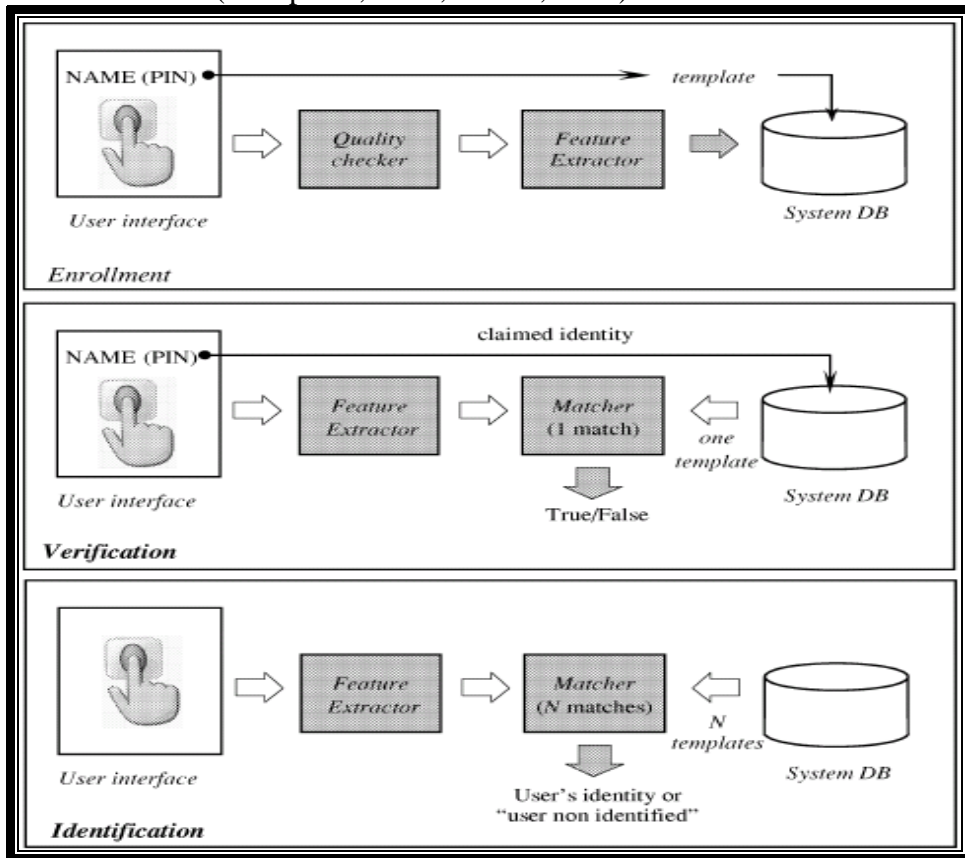 NAME (PIN)
template
Quality
checker
Feature
Extractor
User interface
System DB
Enrollment
claimed identity
NAME (PIN)
Feature
Extractor
Matcher
(1 match)
one
template
User interface
System DB
True/False
Verification
Feature
Extractor
Matcher
(N matches)
N
templates
User interface
System DB
User's identity or
“user non identified”
Identification